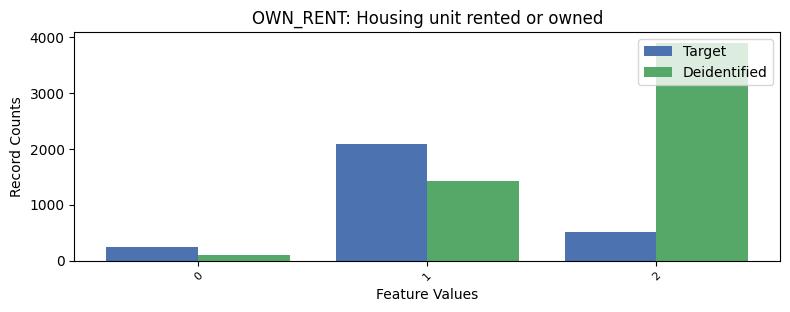 OWN_RENT: Housing unit rented or owned
Target
Deidentified
Record Counts
4000
3000
2000
1000
0
0
1
2
Feature Values